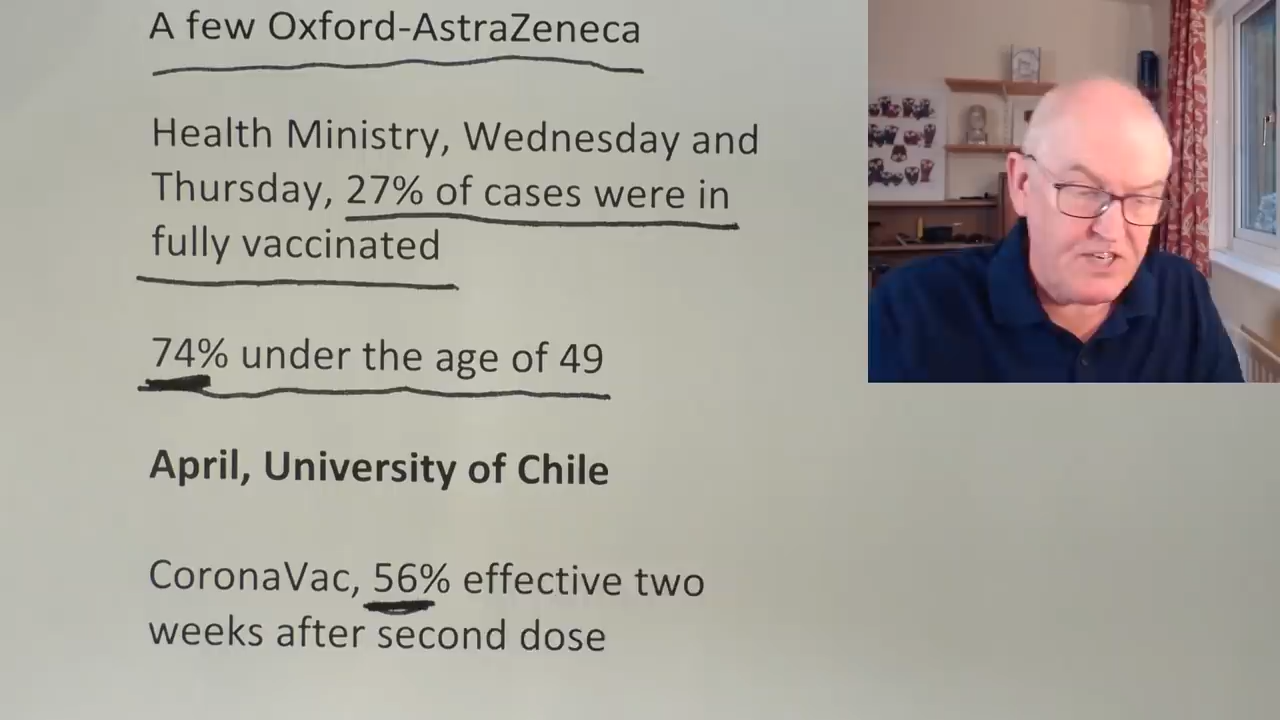 A few Oxford-AstraZeneca
Health Ministry, Wednesday and
Thursday, 27% of cases were in
fully vaccinated
74% under the age of 49
April, University of Chile
CoronaVac, 56% effective two
weeks after second dose